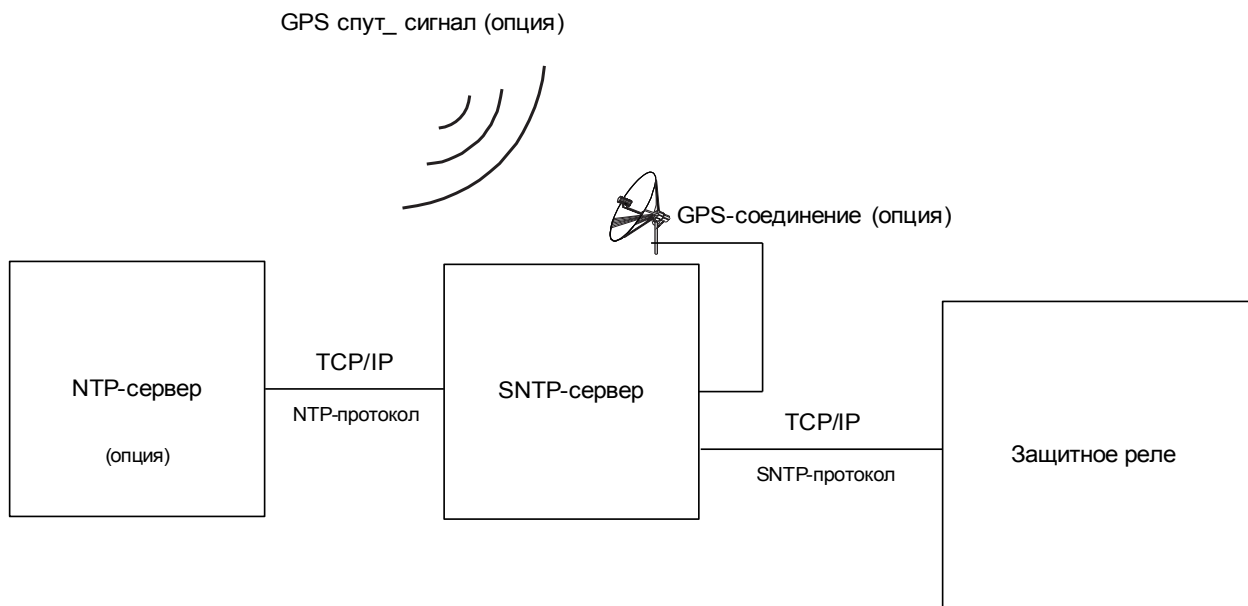 GPS спут_ сигнал (опция)
GPS-соединение (опция)
NTP-сервер
(опция)
TCP/IP
NTP-протокол
SNTP-сервер
TCP/IP
SNTP-протокол
Защитное реле